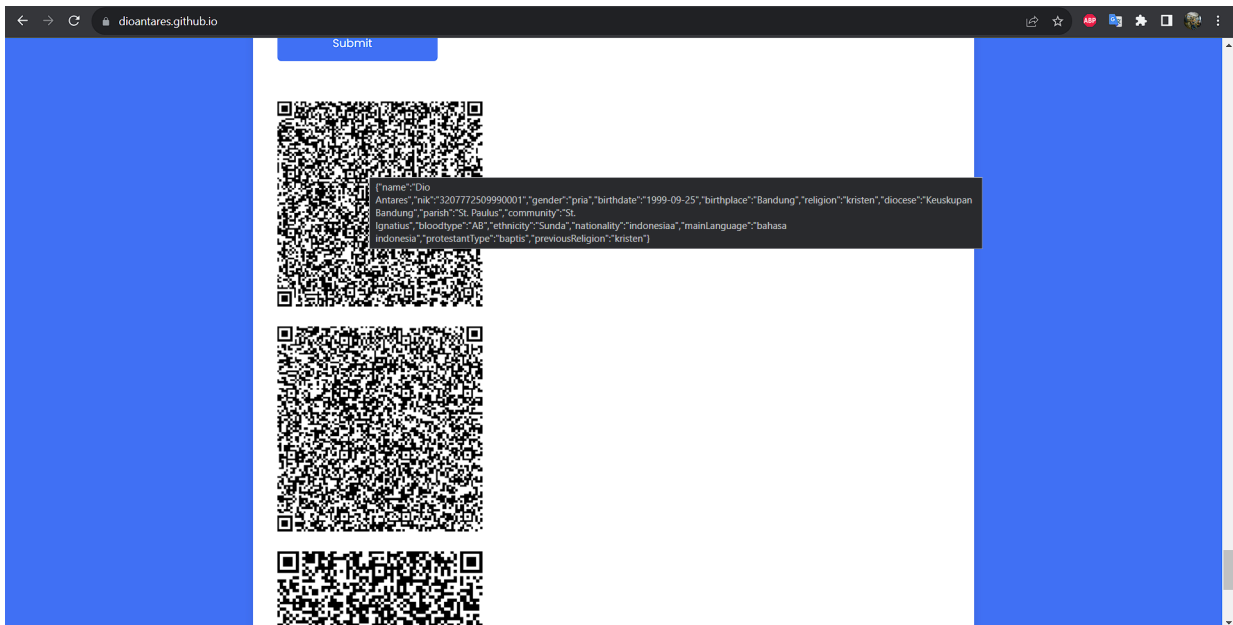 dioantares.github.io
ABP
Submit
{"name":"Dio
Antares","nik":"3207772509990001","gender":"pria","birthdate":"1999-09-25","birthplace":"Bandung","religion":"kristen","diocese":"Keuskupan
Bandung","parish":"St. Paulus","community":"St.
Ignatius","bloodtype":"AB","ethnicity":"Sunda","nationality":"indonesiaa","mainLanguage":"bahasa
indonesia","protestantType":"baptis","previousReligion":"kristen"}